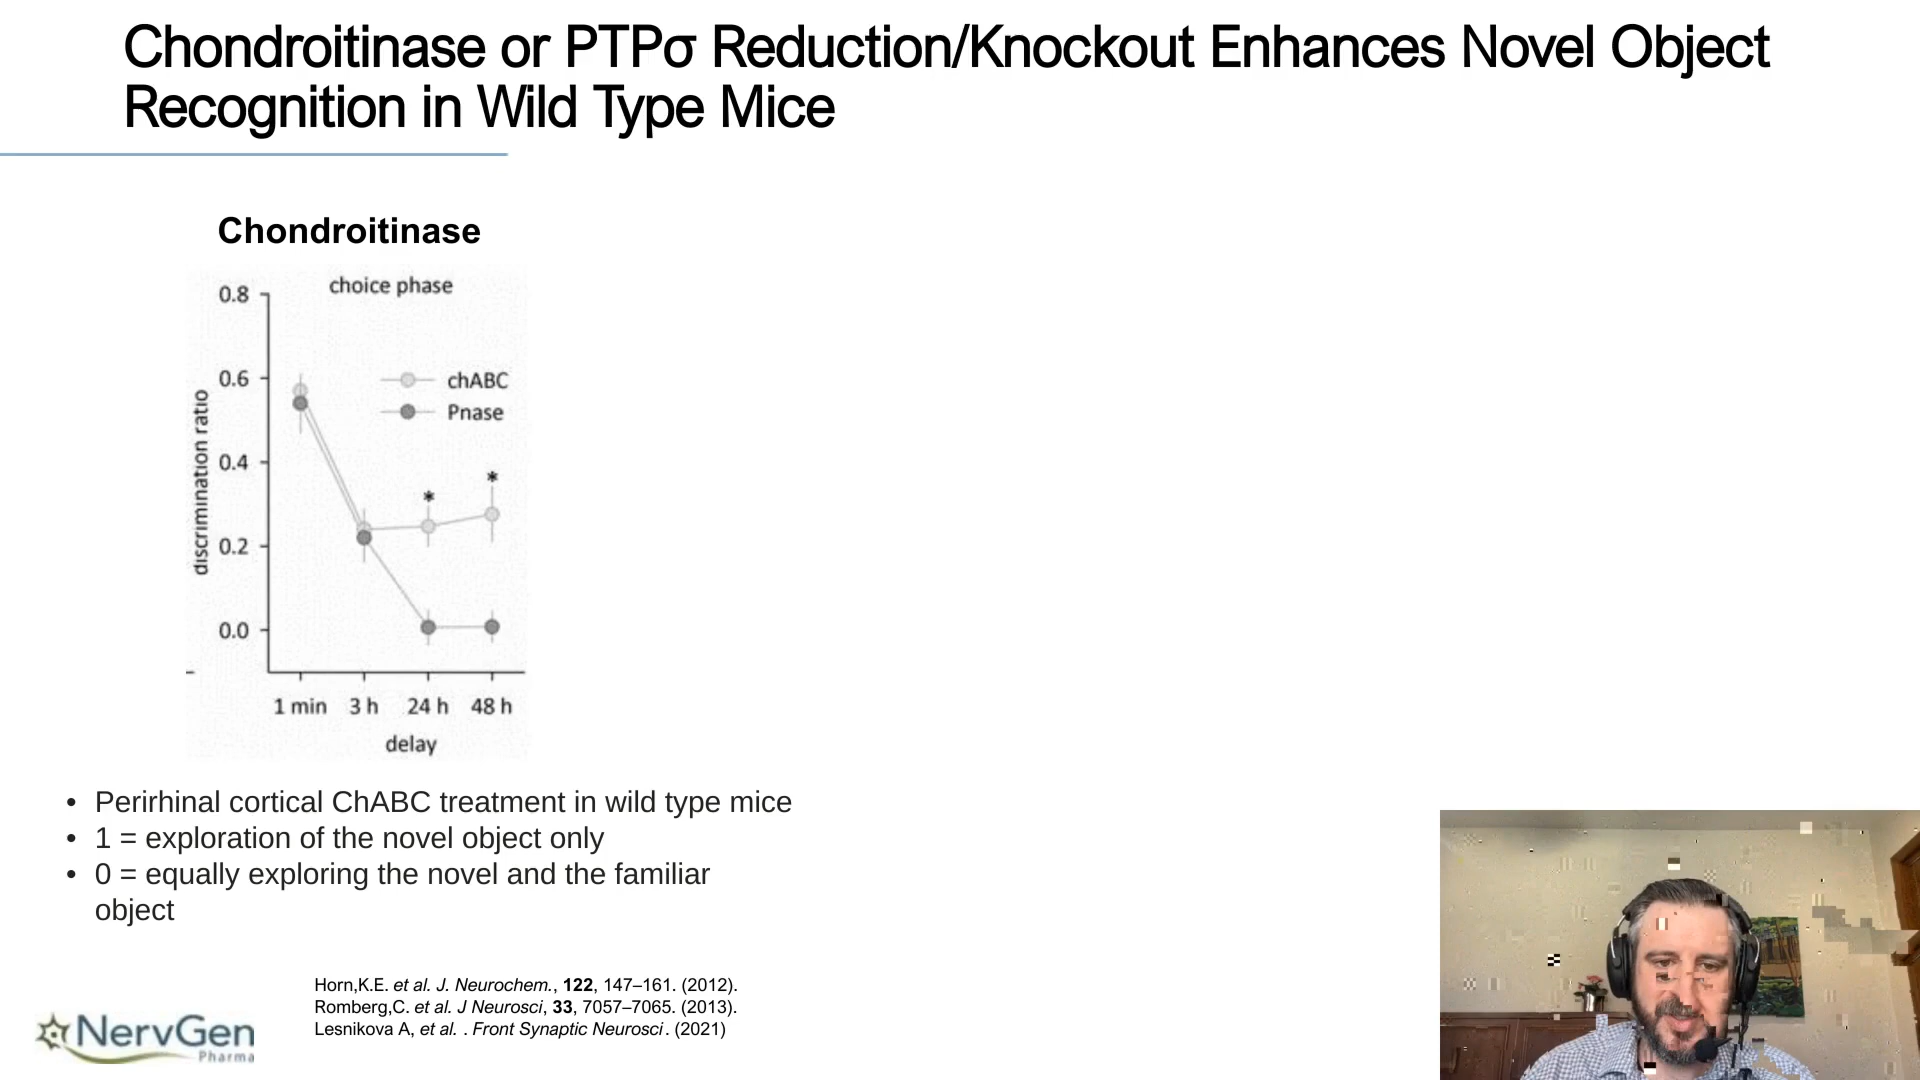 Chondroitinase or PTPσ Reduction/Knockout Enhances Novel Object
Recognition in Wild Type Mice
Chondroitinase
choice phase
0.8
0.6
0.4
0.2
0.0
discrimination ratio
chABC
Pnase
*
*
1 min 3 h 24 h 48 h
delay
• Perirhinal cortical ChABC treatment in wild type mice
• 1 = exploration of the novel object only
• 0 = equally exploring the novel and the familiar
object
Horn,K.E. et al. J. Neurochem., 122, 147–161. (2012).
Romberg,C. et al. J Neurosci, 33, 7057–7065. (2013).
Lesnikova A, et al. . Front Synaptic Neurosci. (2021)
NervGen
Pharma